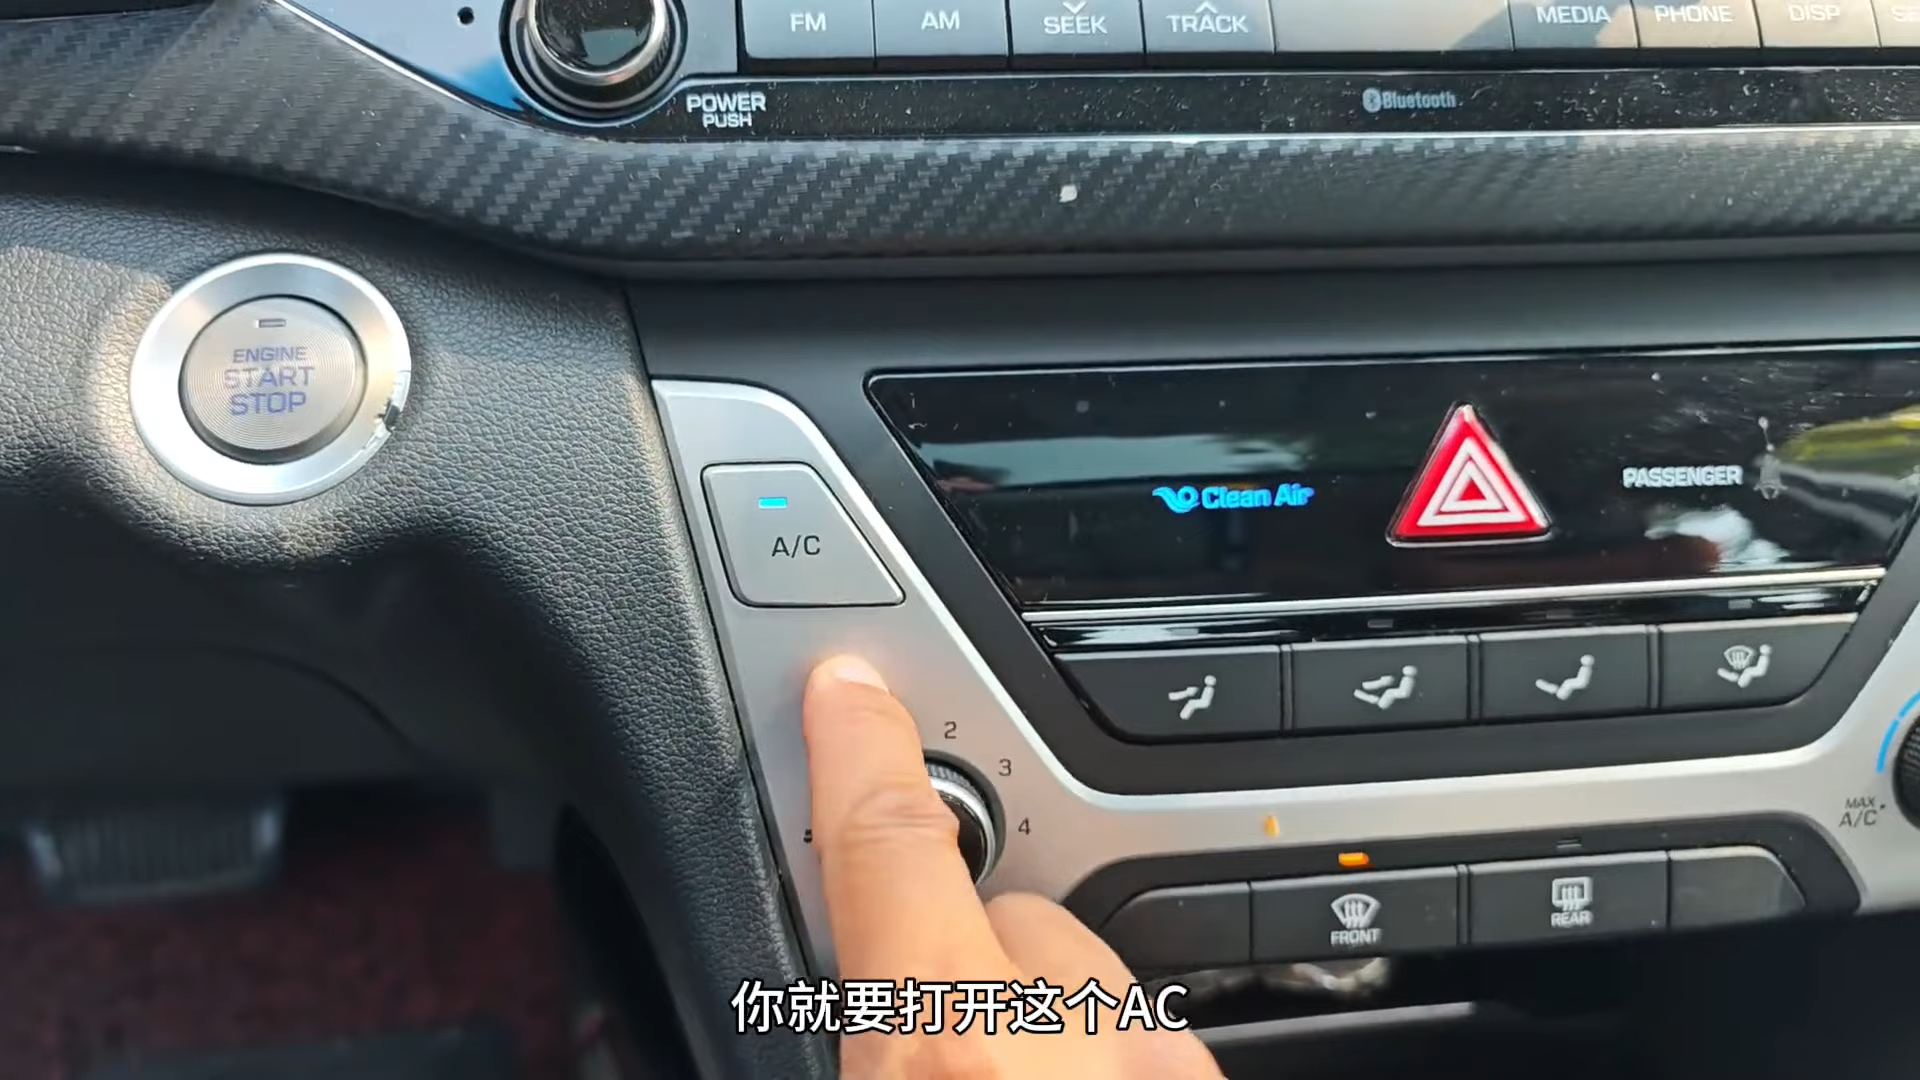 FM
AM
SEEK
TRACK
MEDIA
PHONE
DISP
POWER
PUSH
Bluetooth
ENGINE
START
STOP
A/C
Clean Air
PASSENGER
2
3
4
MAX
A/C
FRONT
REAR
你就要打开这个AC